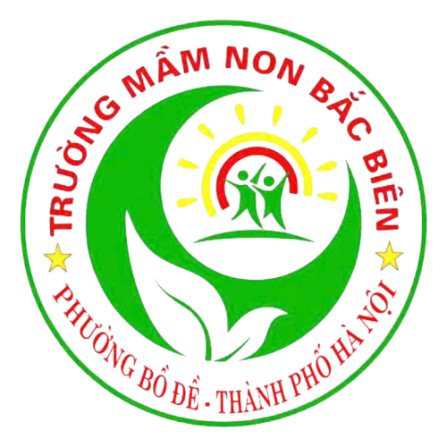 TRƯỜNG MẦM NON BẮC BIÊN
PHƯỜNG BỒ ĐỀ - THÀNH PHỐ HÀ NỘI